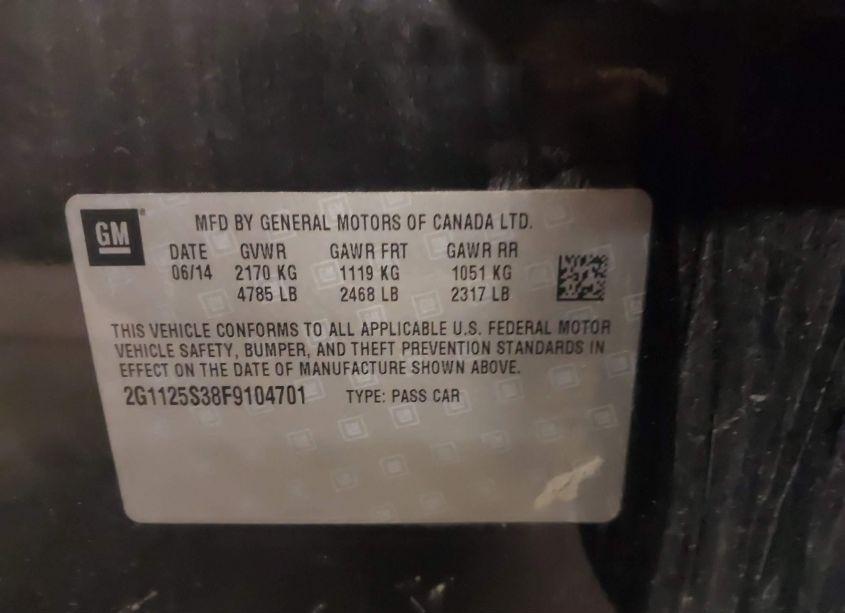 GM
MFD BY GENERAL MOTORS OF CANADA LTD.
DATE GVWR GAWR FRT GAWR RR
06/14 2170 KG 1119 KG 1051 KG
4785 LB 2468 LB 2317 LB
THIS VEHICLE CONFORMS TO ALL APPLICABLE U.S. FEDERAL MOTOR
VEHICLE SAFETY, BUMPER, AND THEFT PREVENTION STANDARDS IN
EFFECT ON THE DATE OF MANUFACTURE SHOWN ABOVE.
2G1125S38F9104701 TYPE: PASS CAR